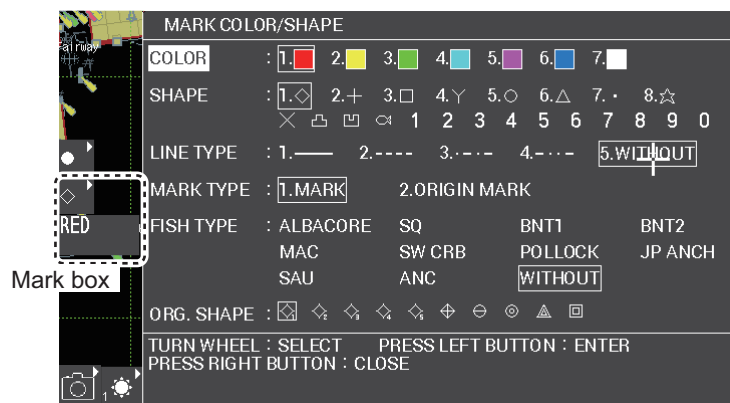 MARK COLOR/SHAPE
Fairway
COLOR : 1. 2. 3. 4. 5. 6. 7.
SHAPE : 1.◇ 2.+ 3.□ 4.Y 5.○ 6.△ 7.・ 8.☆
1 2 3 4 5 6 7 8 9 0
LINE TYPE : 1.—— 2.---- 3.-・-・- 4.-・・- 5.WITHOUT
MARK TYPE : 1.MARK 2.ORIGIN MARK
RED
FISH TYPE : ALBACORE SQ BNT1 BNT2
MAC SW CRB POLLOCK JP ANCH
SAU ANC WITHOUT
Mark box
ORG. SHAPE :
TURN WHEEL : SELECT PRESS LEFT BUTTON : ENTER
PRESS RIGHT BUTTON : CLOSE
1